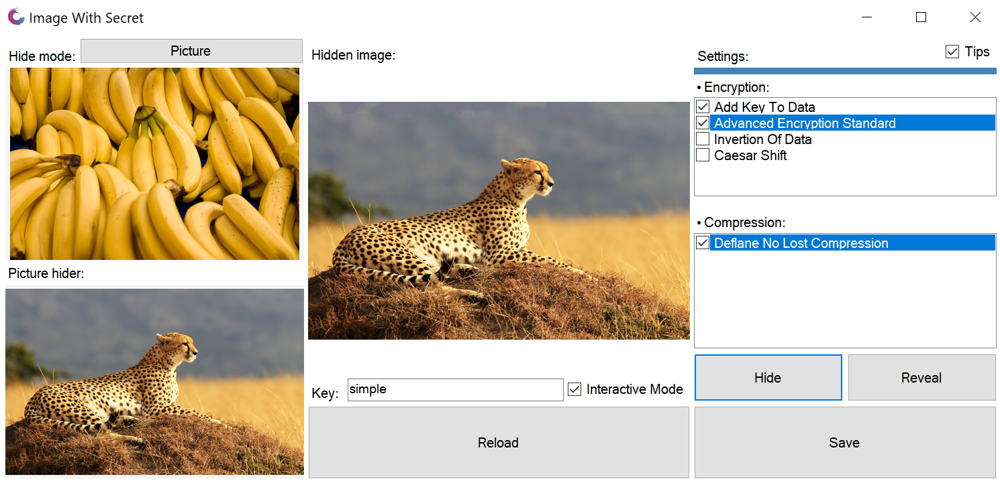 Image With Secret
Hide mode:
Picture
Picture hider:
Hidden image:
Key:
simple
Interactive Mode
Reload
Settings:
Tips
• Encryption:
Add Key To Data
Advanced Encryption Standard
Invertion Of Data
Caesar Shift
• Compression:
Deflane No Lost Compression
Hide
Reveal
Save